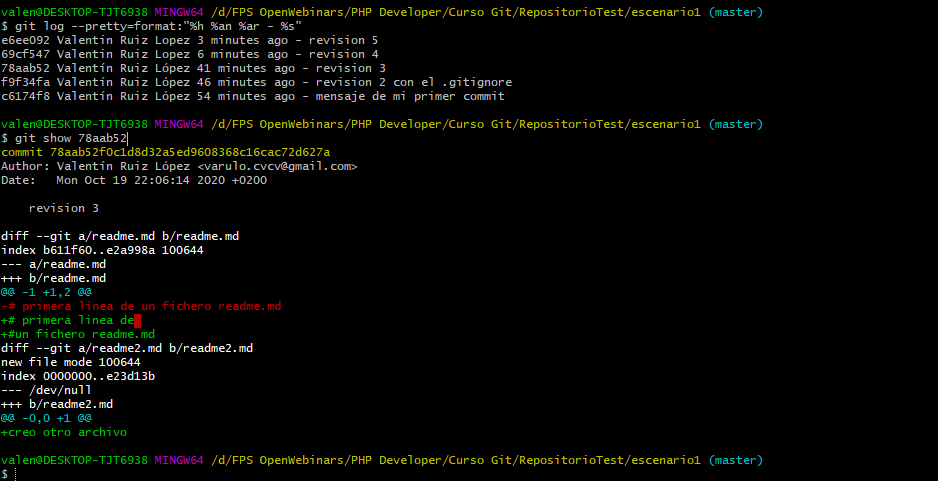 valen@DESKTOP-TJT6938 MINGW64 /d/FPS OpenWebinars/PHP Developer/Curso Git/RepositorioTest/escenario1 (master)
$ git log --pretty=format:"%h %an %ar - %s"
e6ee092 Valentín Ruiz López 3 minutes ago - revision 5
69cf547 Valentín Ruiz López 6 minutes ago - revision 4
78aab52 Valentín Ruiz López 41 minutes ago - revision 3
f9f34fa Valentín Ruiz López 46 minutes ago - revision 2 con el .gitignore
c6174f8 Valentín Ruiz López 54 minutes ago - mensaje de mi primer commit
valen@DESKTOP-TJT6938 MINGW64 /d/FPS OpenWebinars/PHP Developer/Curso Git/RepositorioTest/escenario1 (master)
$ git show 78aab52
commit 78aab52f0c1d8d32a5ed9608368c16cac72d627a
Author: Valentín Ruiz López <varulo.cvcv@gmail.com>
Date:   Mon Oct 19 22:06:14 2020 +0200
    revision 3
diff --git a/readme.md b/readme.md
index b611f60..e2a998a 100644
--- a/readme.md
+++ b/readme.md
@@ -1 +1,2 @@
-# primera linea de un fichero readme.md
+# primera linea de
+#un fichero readme.md
diff --git a/readme2.md b/readme2.md
new file mode 100644
index 0000000..e23d13b
--- /dev/null
+++ b/readme2.md
@@ -0,0 +1 @@
+creo otro archivo
valen@DESKTOP-TJT6938 MINGW64 /d/FPS OpenWebinars/PHP Developer/Curso Git/RepositorioTest/escenario1 (master)
$